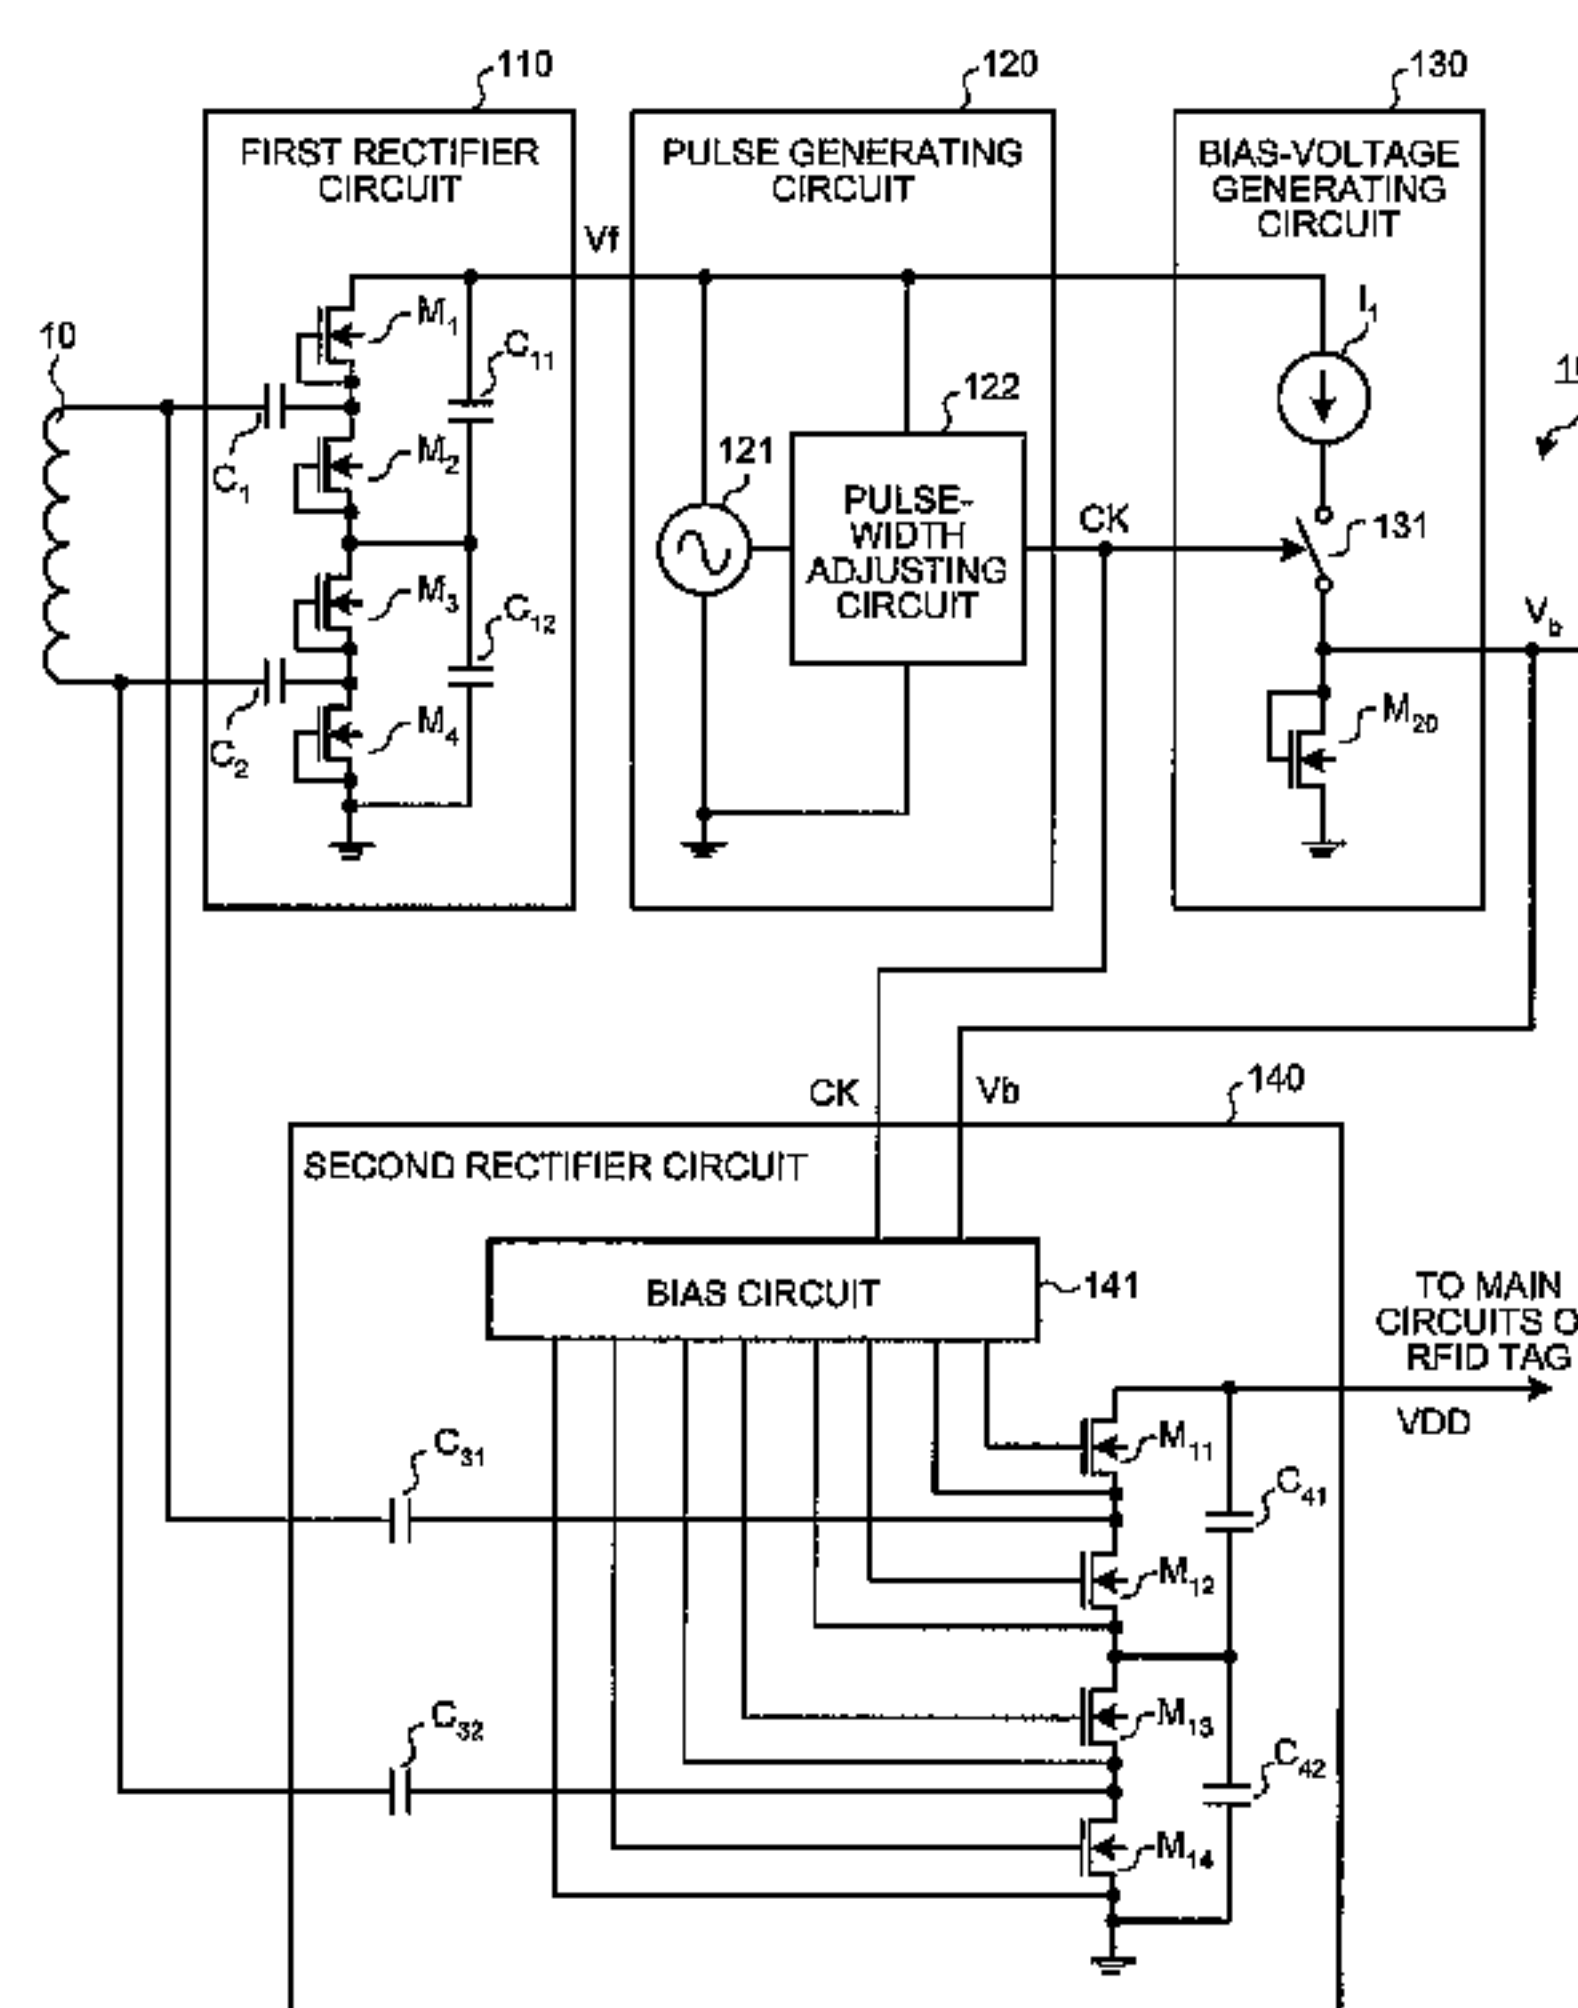 110
120
130
FIRST RECTIFIER
CIRCUIT
PULSE GENERATING
CIRCUIT
BIAS-VOLTAGE
GENERATING
CIRCUIT
Vf
M1
I1
10
C11
122
C1
M2
121
PULSE-
WIDTH
ADJUSTING
CIRCUIT
CK
131
M3
C12
Vb
C2
M4
M20
CK
Vb
140
SECOND RECTIFIER CIRCUIT
BIAS CIRCUIT
141
TO MAIN
CIRCUITS
RFID TAG
VDD
M11
C31
C41
M12
C32
M13
C42
M14